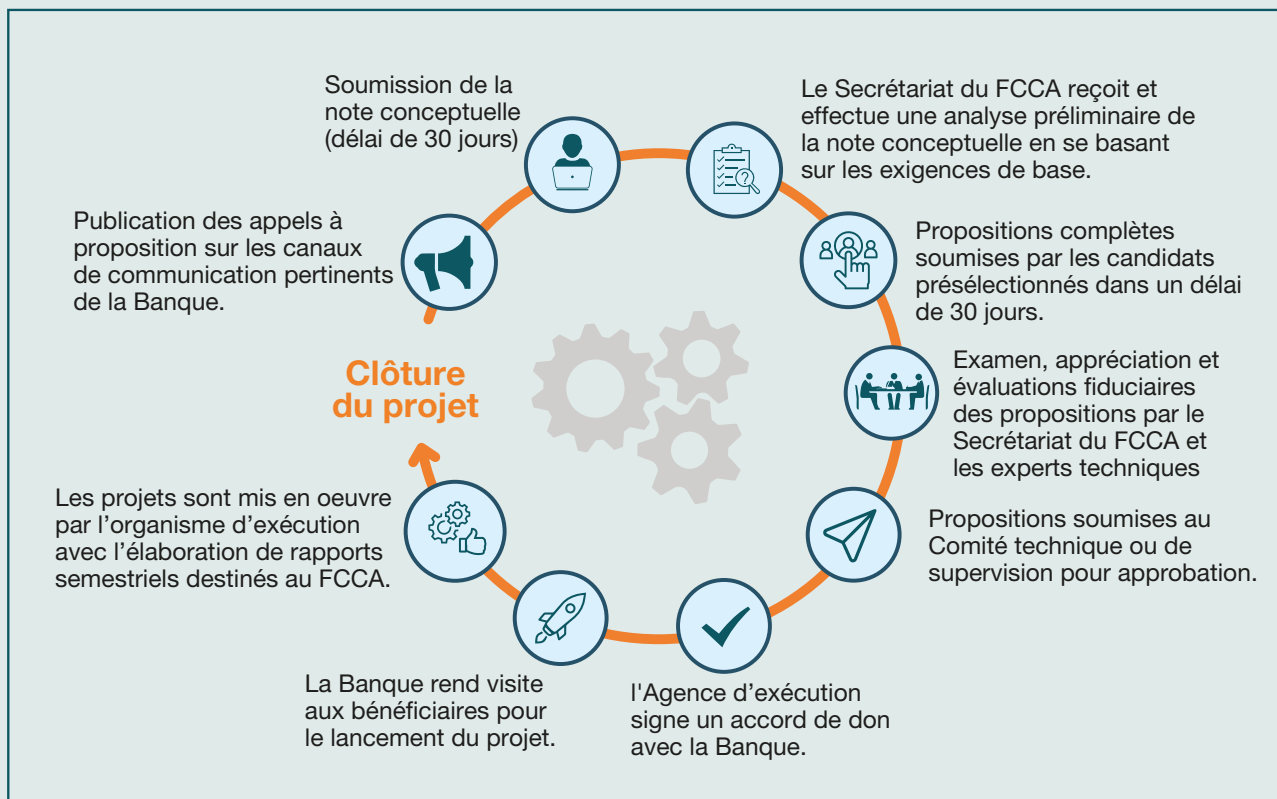 Publication des appels à
proposition sur les canaux
de communication pertinents
de la Banque.
Soumission de la
note conceptuelle
(délai de 30 jours)
Le Secrétariat du FCCA reçoit et
effectue une analyse préliminaire de
la note conceptuelle en se basant
sur les exigences de base.
Propositions complètes
soumises par les candidats
présélectionnés dans un délai
de 30 jours.
Examen, appréciation et
évaluations fiduciaires
des propositions par le
Secrétariat du FCCA et
les experts techniques
Propositions soumises au
Comité technique ou de
supervision pour approbation.
l'Agence d’exécution
signe un accord de don
avec la Banque.
La Banque rend visite
aux bénéficiaires pour
le lancement du projet.
Les projets sont mis en oeuvre
par l’organisme d’exécution
avec l’élaboration de rapports
semestriels destinés au FCCA.
Clôture
du projet